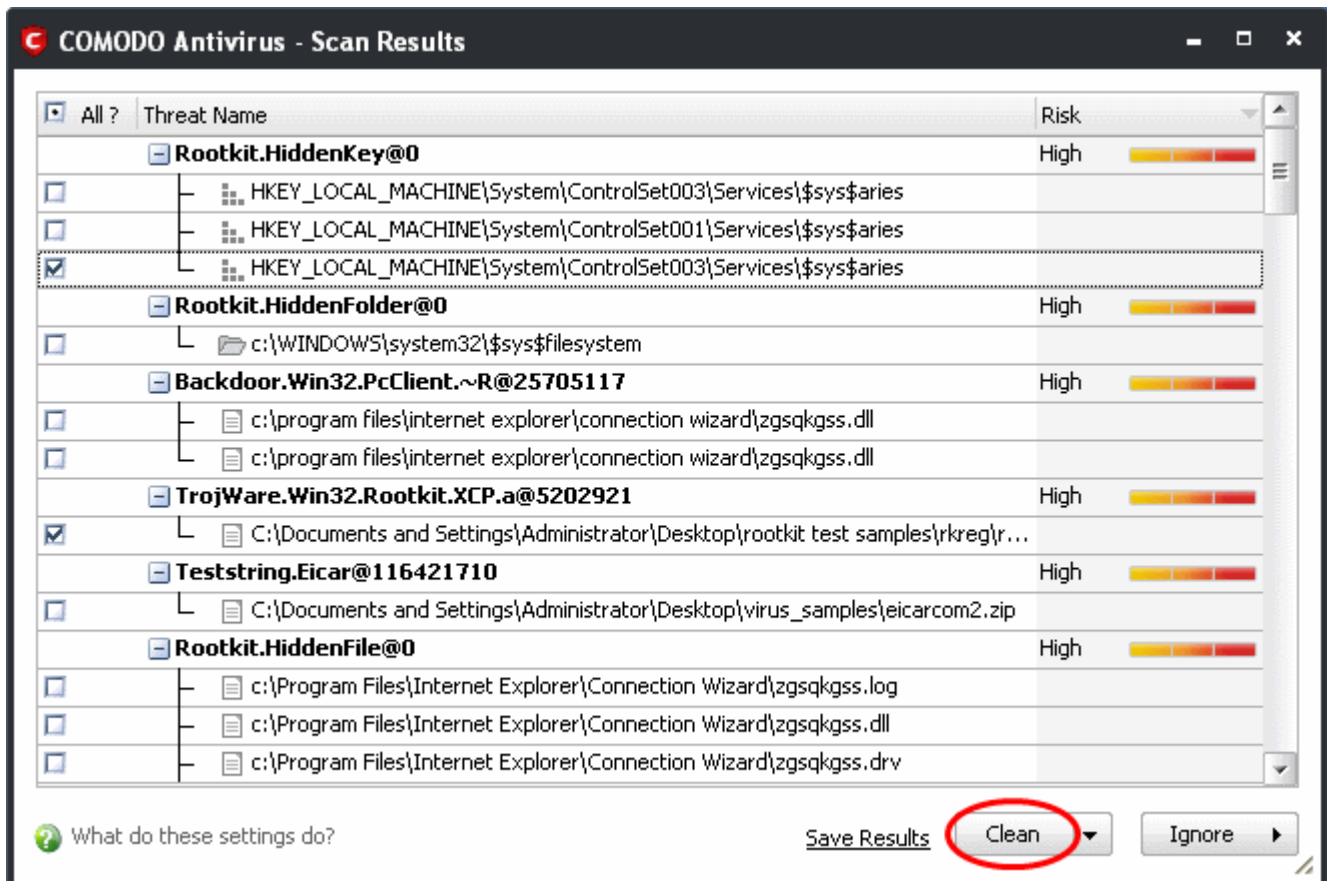 COMODO Antivirus - Scan Results
All ? Threat Name Risk
Rootkit.HiddenKey@0 High
HKEY_LOCAL_MACHINE\System\ControlSet003\Services\$sys$aries
HKEY_LOCAL_MACHINE\System\ControlSet001\Services\$sys$aries
HKEY_LOCAL_MACHINE\System\ControlSet003\Services\$sys$aries
Rootkit.HiddenFolder@0 High
c:\WINDOWS\system32\$sys$filesystem
Backdoor.Win32.PcClient.~R@25705117 High
c:\program files\internet explorer\connection wizard\zgsqkgss.dll
c:\program files\internet explorer\connection wizard\zgsqkgss.dll
TrojWare.Win32.Rootkit.XCP.a@5202921 High
C:\Documents and Settings\Administrator\Desktop\rootkit test samples\rkreg\r...
Teststring.Eicar@116421710 High
C:\Documents and Settings\Administrator\Desktop\virus_samples\eicarcom2.zip
Rootkit.HiddenFile@0 High
c:\Program Files\Internet Explorer\Connection Wizard\zgsqkgss.log
c:\Program Files\Internet Explorer\Connection Wizard\zgsqkgss.dll
c:\Program Files\Internet Explorer\Connection Wizard\zgsqkgss.drv
What do these settings do? Save Results Clean Ignore